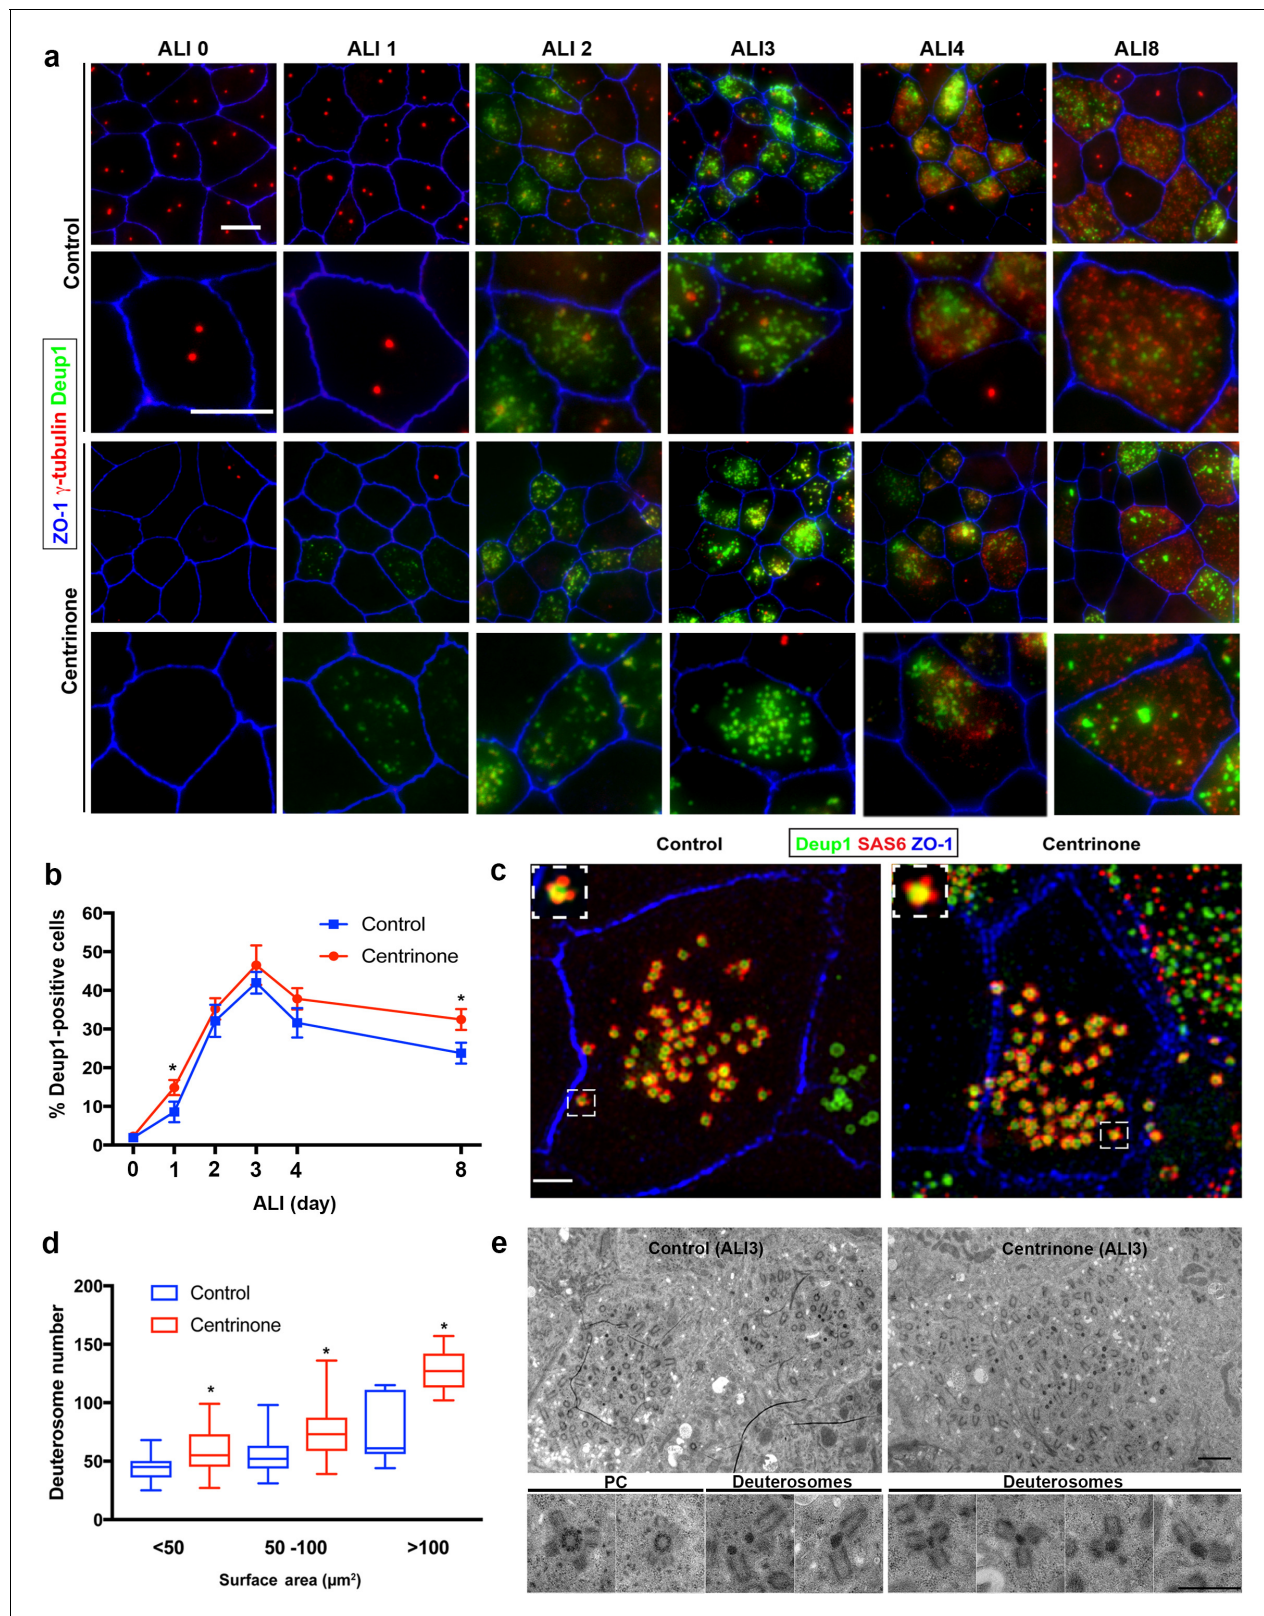 a
ALI 0 ALI 1 ALI 2 ALI3 ALI4 ALI8
Control
ZO-1 γ-tubulin Deup1
Centrinone
b
% Deup1-positive cells
60
50
40
30
20
10
0
Control
Centrinone
*
*
0 1 2 3 4 8
ALI (day)
Control Deup1 SAS6 ZO-1 Centrinone
c
d
Deuterosome number
200
150
100
50
0
Control
Centrinone
*
*
*
<50 50 -100 >100
Surface area (µm²)
e
Control (ALI3) Centrinone (ALI3)
PC Deuterosomes Deuterosomes